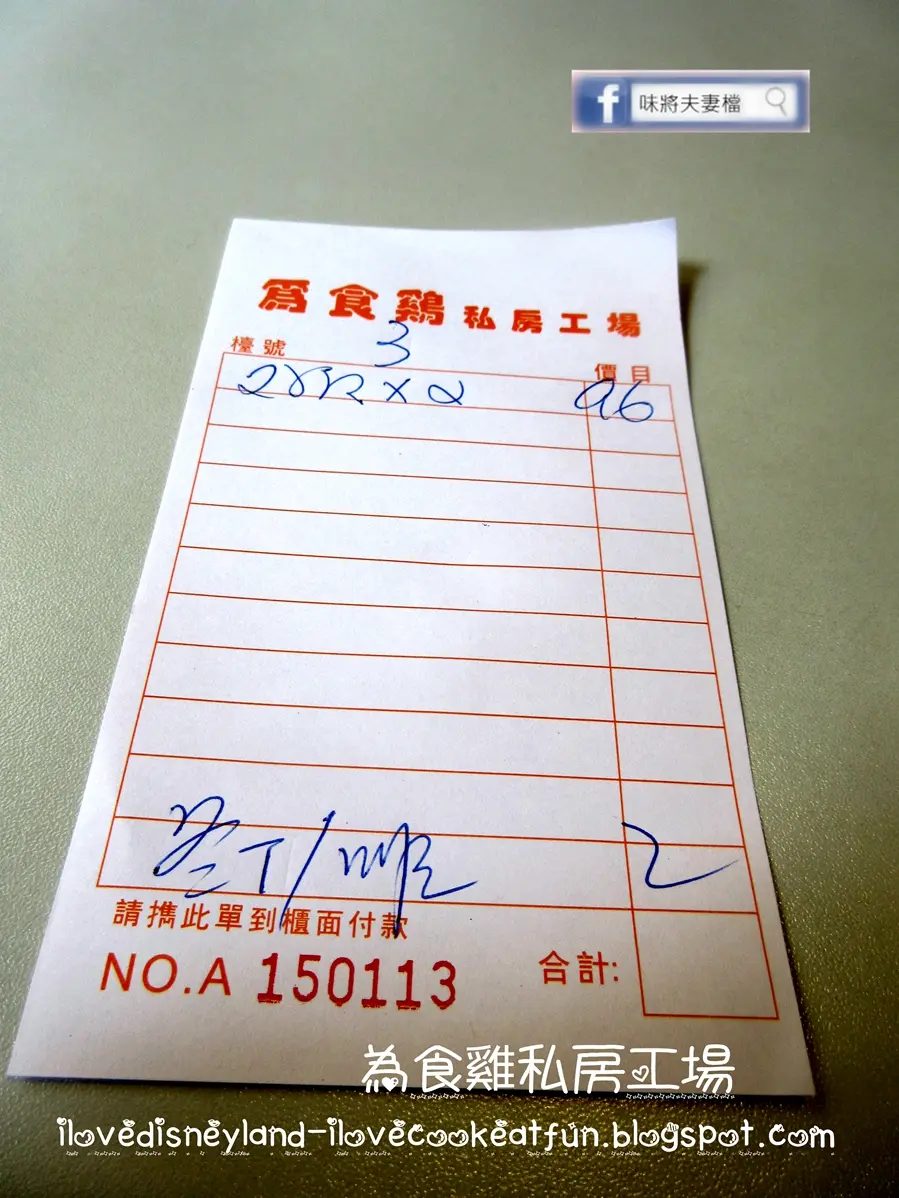 味將夫妻檔
為食鷄私房工場
3
檯號
價目
x 2
96
2
請携此單到櫃面付款
NO.A 150113
合計:
為食雞私房工場
ilovedisneyland-ilovecookeatfun.blogspot.com